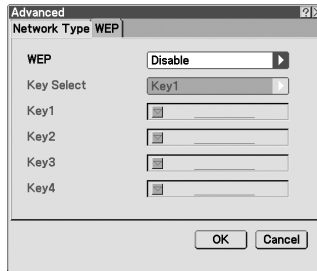 Advanced
Network Type WEP
WEP Disable
Key Select Key1
Key1
Key2
Key3
Key4
OK Cancel